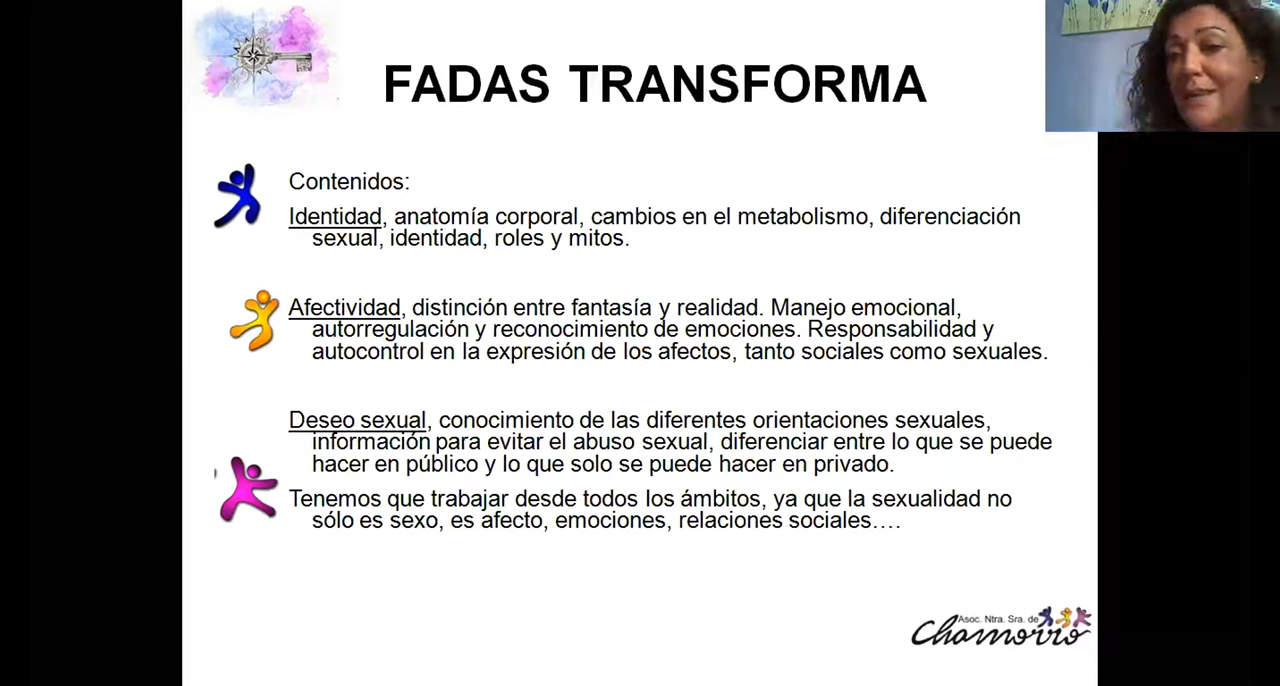 FADAS TRANSFORMA
Contenidos:
Identidad, anatomía corporal, cambios en el metabolismo, diferenciación
sexual, identidad, roles y mitos.
Afectividad, distinción entre fantasía y realidad. Manejo emocional,
autorregulación y reconocimiento de emociones. Responsabilidad y
autocontrol en la expresión de los afectos, tanto sociales como sexuales.
Deseo sexual, conocimiento de las diferentes orientaciones sexuales,
información para evitar el abuso sexual, diferenciar entre lo que se puede
hacer en público y lo que solo se puede hacer en privado.
Tenemos que trabajar desde todos los ámbitos, ya que la sexualidad no
sólo es sexo, es afecto, emociones, relaciones sociales….
Asoc. Ntra. Sra. de
Chamorro